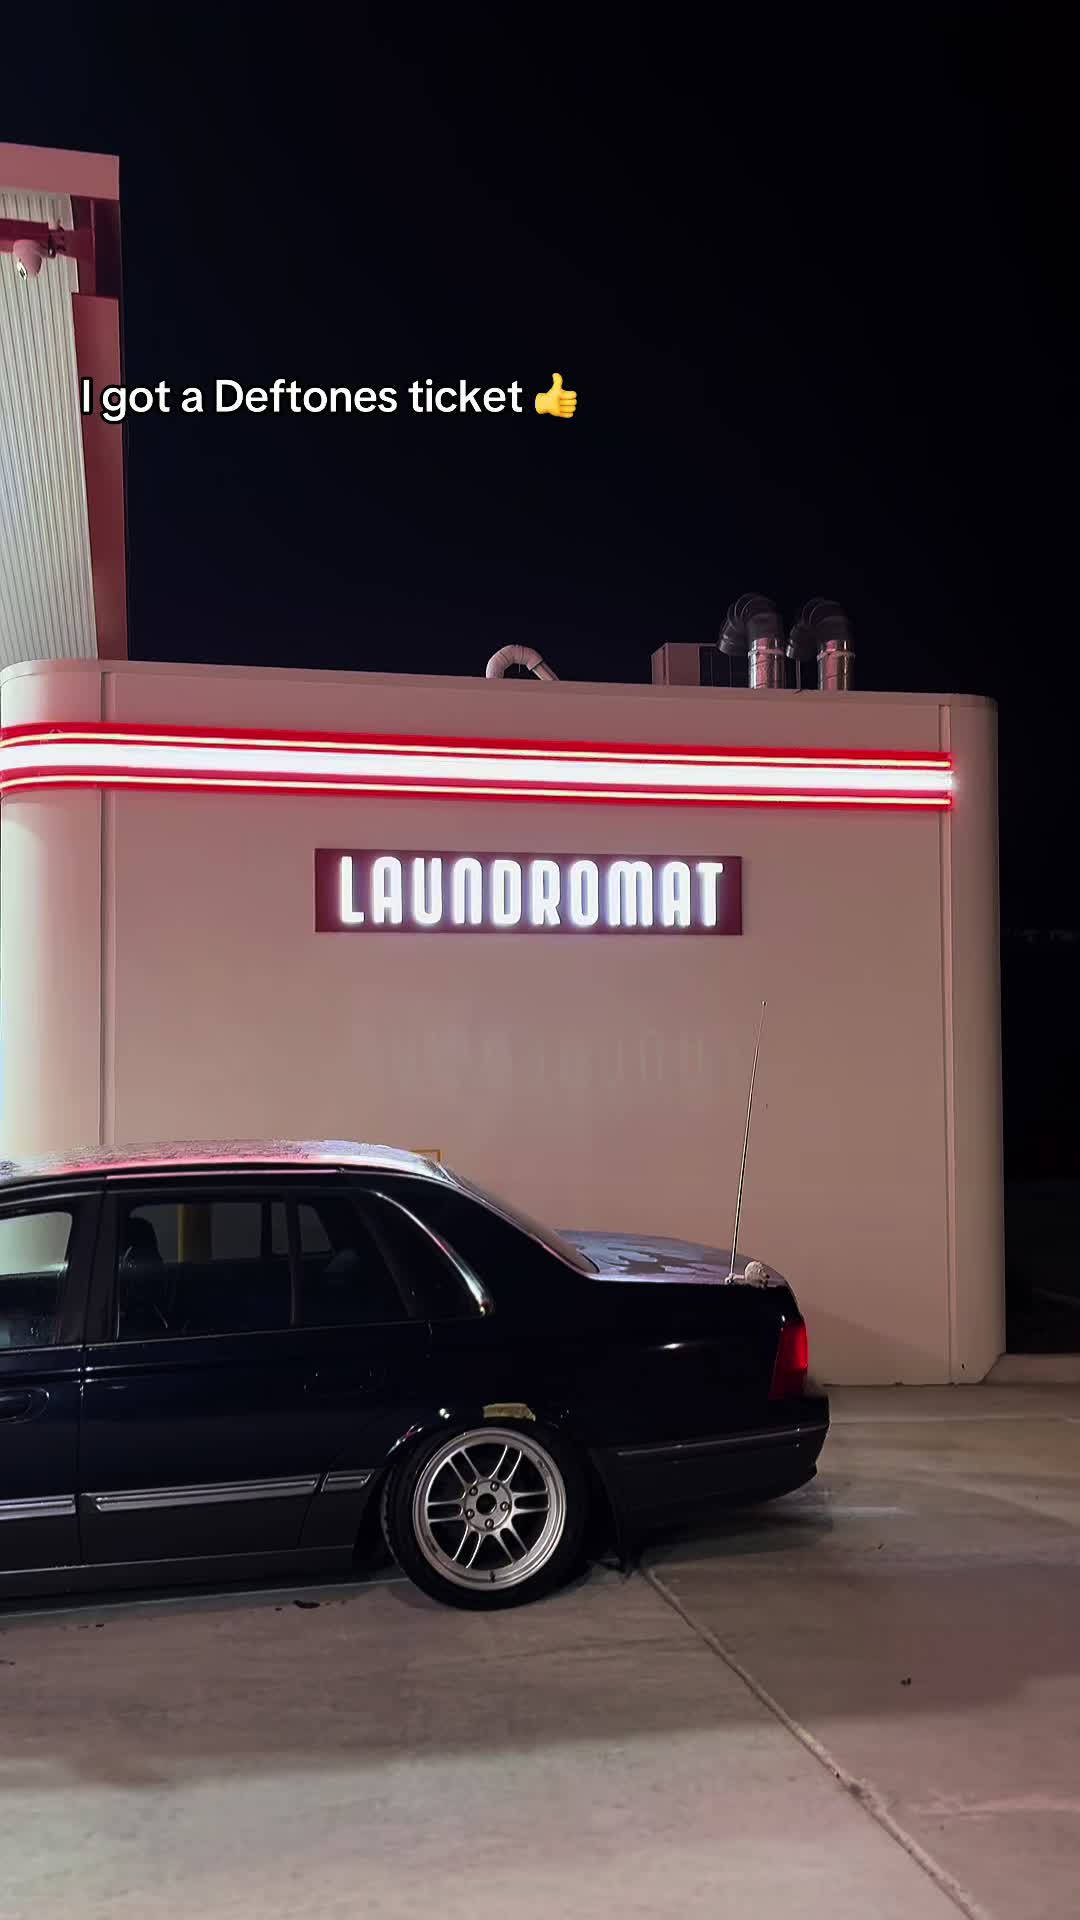 I got a Deftones ticket 👍
LAUNDROMAT